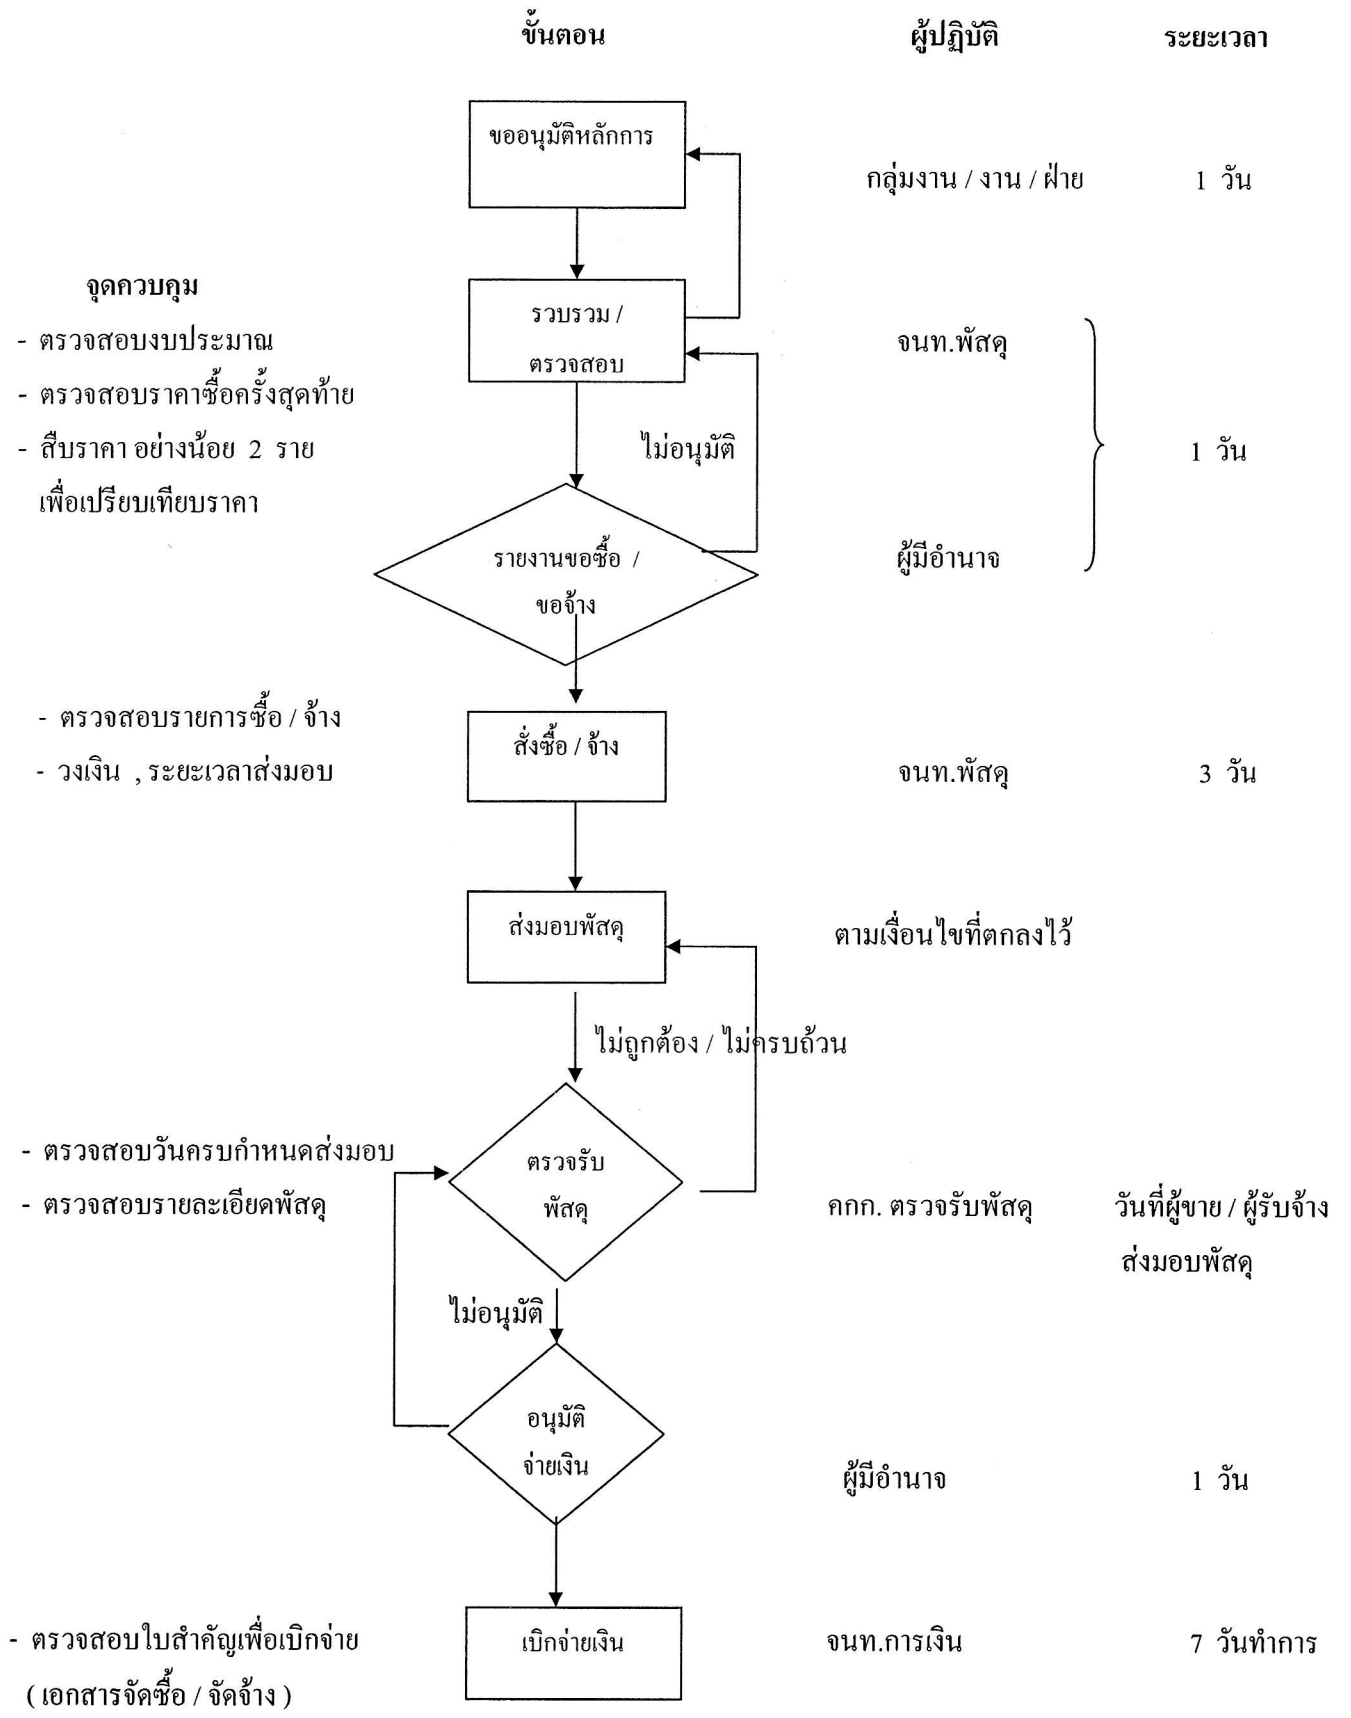 ขั้นตอน ผู้ปฏิบัติ ระยะเวลา
ขออนุมัติหลักการ
กลุ่มงาน / งาน / ฝ่าย 1 วัน
จุดควบคุม
รวบรวม /
- ตรวจสอบงบประมาณ จนท.พัสดุ
ตรวจสอบ
- ตรวจสอบราคาซื้อครั้งสุดท้าย
- สืบราคา อย่างน้อย 2 ราย ไม่อนุมัติ 1 วัน
เพื่อเปรียบเทียบราคา
รายงานขอซื้อ / ผู้มีอำนาจ
ขอจ้าง
- ตรวจสอบรายการซื้อ / จ้าง
สั่งซื้อ / จ้าง
- วงเงิน , ระยะเวลาส่งมอบ จนท.พัสดุ 3 วัน
ส่งมอบพัสดุ ตามเงื่อนไขที่ตกลงไว้
ไม่ถูกต้อง / ไม่ครบถ้วน
- ตรวจสอบวันครบกำหนดส่งมอบ ตรวจรับ
- ตรวจสอบรายละเอียดพัสดุ พัสดุ คกก. ตรวจรับพัสดุ วันที่ผู้ขาย / ผู้รับจ้าง
ส่งมอบพัสดุ
ไม่อนุมัติ
อนุมัติ
จ่ายเงิน ผู้มีอำนาจ 1 วัน
- ตรวจสอบใบสำคัญเพื่อเบิกจ่าย เบิกจ่ายเงิน จนท.การเงิน 7 วันทำการ
( เอกสารจัดซื้อ / จัดจ้าง )